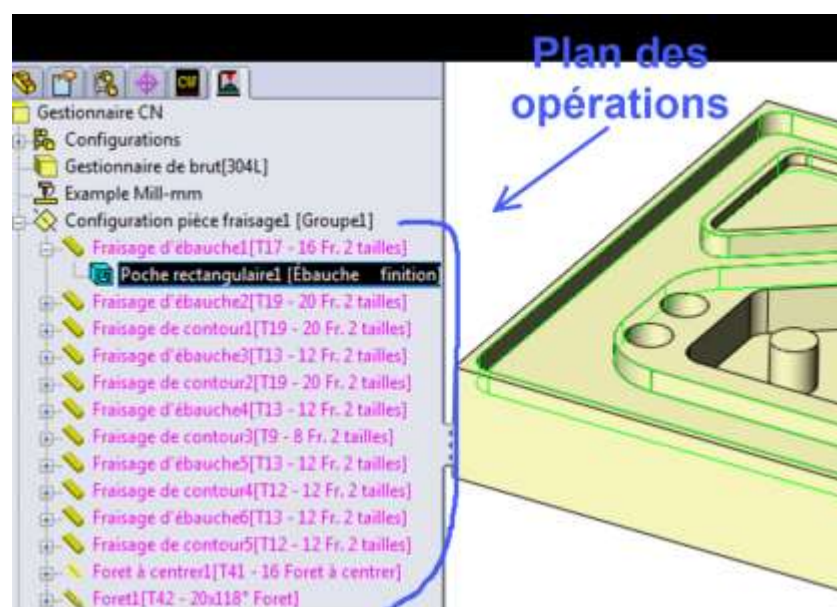 Plan des
opérations
CW
Gestionnaire CN
Configurations
Gestionnaire de brut[304L]
Example Mill-mm
Configuration pièce fraisage1 [Groupe1]
Fraisage d'ébauche1[T17 - 16 Fr. 2 tailles]
Poche rectangulaire1 [Ébauche finition]
Fraisage d'ébauche2[T19 - 20 Fr. 2 tailles]
Fraisage de contour1[T19 - 20 Fr. 2 tailles]
Fraisage d'ébauche3[T13 - 12 Fr. 2 tailles]
Fraisage de contour2[T19 - 20 Fr. 2 tailles]
Fraisage d'ébauche4[T13 - 12 Fr. 2 tailles]
Fraisage de contour3[T9 - 8 Fr. 2 tailles]
Fraisage d'ébauche5[T13 - 12 Fr. 2 tailles]
Fraisage de contour4[T12 - 12 Fr. 2 tailles]
Fraisage d'ébauche6[T13 - 12 Fr. 2 tailles]
Fraisage de contour5[T12 - 12 Fr. 2 tailles]
Foret à centrer1[T41 - 16 Foret à centrer]
Foret1[T42 - 20x118° Foret]